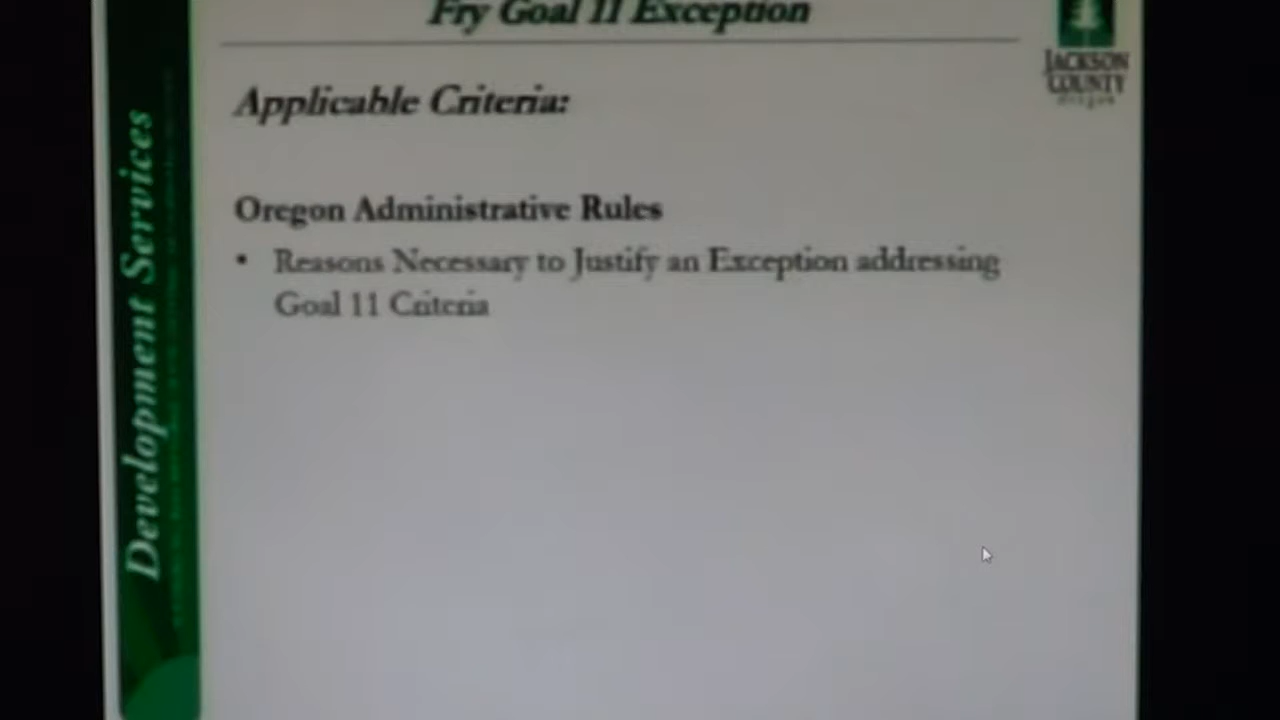 Fry Goal 11 Exception
JACKSON
COUNTY
Oregon
Applicable Criteria:
Oregon Administrative Rules
• Reasons Necessary to Justify an Exception addressing
Goal 11 Criteria
Development Services